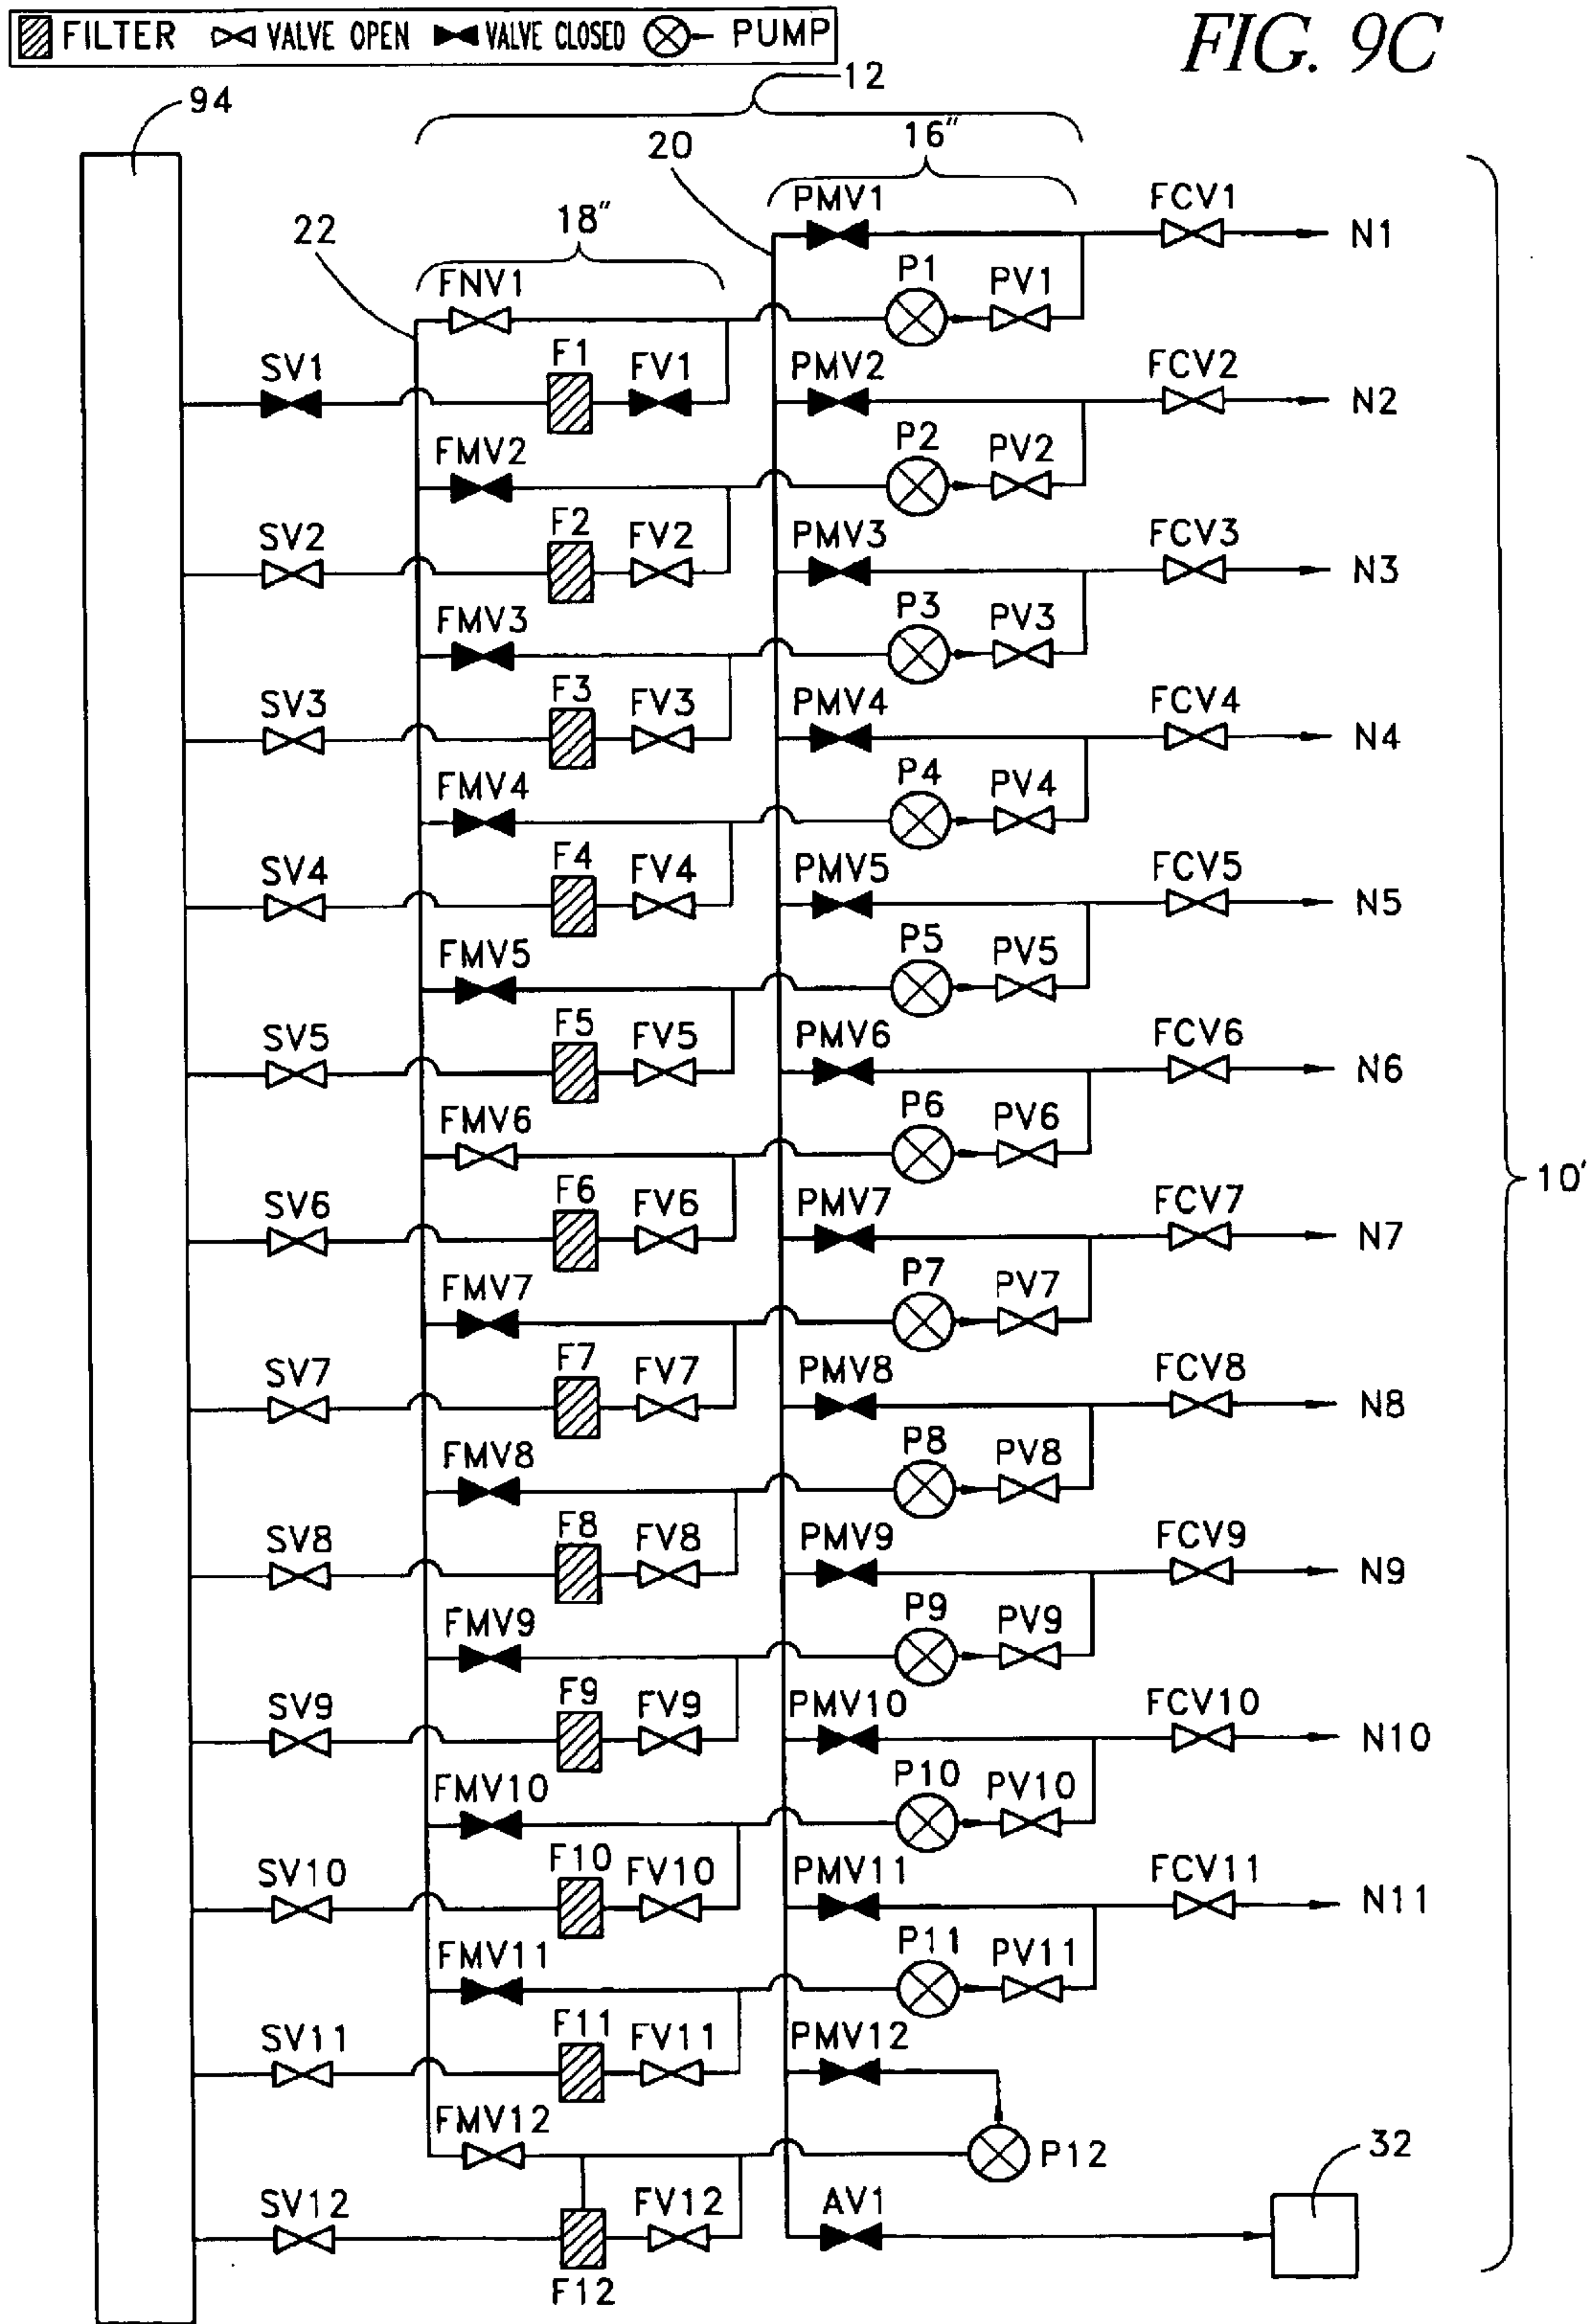 FILTER VALVE OPEN VALVE CLOSED PUMP
FIG. 9C
12
94
16"
20
PMV1 FCV1 N1
18"
22
FNV1 P1 PV1
SV1 F1 FV1 PMV2 FCV2 N2
FMV2 P2 PV2
SV2 F2 FV2 PMV3 FCV3 N3
FMV3 P3 PV3
SV3 F3 FV3 PMV4 FCV4 N4
FMV4 P4 PV4
SV4 F4 FV4 PMV5 FCV5 N5
FMV5 P5 PV5
SV5 F5 FV5 PMV6 FCV6 N6
FMV6 P6 PV6
10'
SV6 F6 FV6 PMV7 FCV7 N7
FMV7 P7 PV7
SV7 F7 FV7 PMV8 FCV8 N8
FMV8 P8 PV8
SV8 F8 FV8 PMV9 FCV9 N9
FMV9 P9 PV9
SV9 F9 FV9 PMV10 FCV10 N10
FMV10 P10 PV10
SV10 F10 FV10 PMV11 FCV11 N11
FMV11 P11 PV11
SV11 F11 FV11 PMV12
FMV12 P12 32
SV12 FV12 AV1
F12